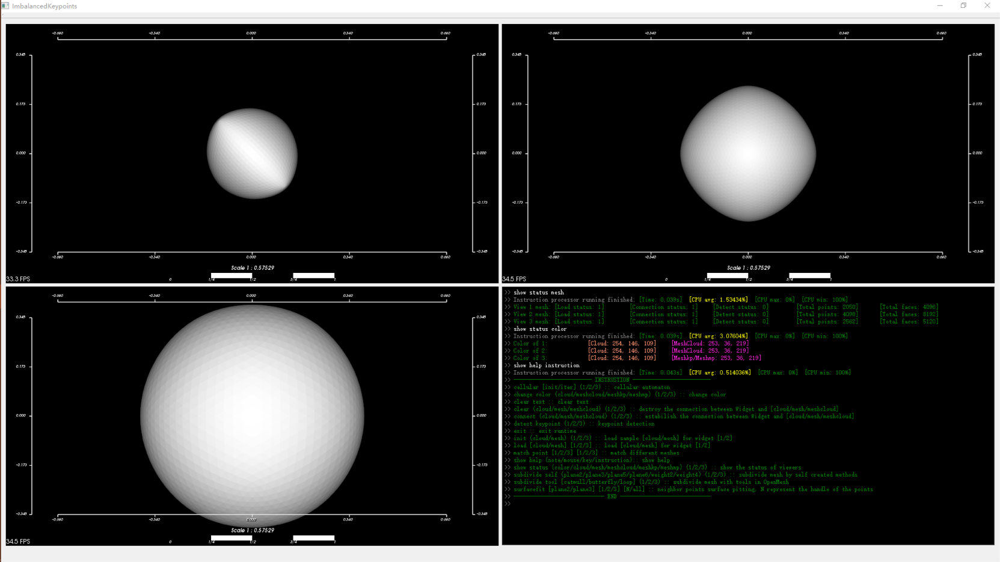 ImbalancedKeypoints
-0.680 -0.340 0.000 0.340 0.680
0.345 0.345
0.173 0.173
0.000 0.000
-0.173 -0.173
-0.345 -0.345
-0.680 -0.340 0.000 0.340 0.680
Scale 1 : 0.57529
33.3 FPS 0 1/4 1/2 3/4 1
-0.680 -0.340 0.000 0.340 0.680
0.345 0.345
0.173 0.173
0.000 0.000
-0.173 -0.173
-0.345 -0.345
-0.680 -0.340 0.000 0.340 0.680
Scale 1 : 0.57529
34.5 FPS 0 1/4 1/2 3/4 1
-0.680 -0.340 0.000 0.340 0.680
0.345 0.345
0.173 0.173
0.000 0.000
-0.173 -0.173
-0.345 -0.345
-0.680 -0.340 0.000 0.340 0.680
Scale 1 : 0.57529
34.5 FPS 0 1/4 1/2 3/4 1
>> show status mesh
>> Instruction processor running finished: [Time: 0.039s] [CPU avg: 1.53434%] [CPU max: 0%] [CPU min: 100%]
>> View 1 mesh: [Load status: 1] [Connection status: 1] [Detect status: 0] [Total points: 2050] [Total faces: 4096]
>> View 2 mesh: [Load status: 1] [Connection status: 1] [Detect status: 0] [Total points: 4098] [Total faces: 8192]
>> View 3 mesh: [Load status: 1] [Connection status: 1] [Detect status: 0] [Total points: 2562] [Total faces: 5120]
>> show status color
>> Instruction processor running finished: [Time: 0.039s] [CPU avg: 3.07604%] [CPU max: 0%] [CPU min: 100%]
>> Color of 1: [Cloud: 254, 146, 109] [MeshCloud: 253, 36, 219]
>> Color of 2: [Cloud: 254, 146, 109] [MeshCloud: 253, 36, 219]
>> Color of 3: [Cloud: 254, 146, 109] [Meshkp/Meshmp: 253, 36, 219]
>> show help instruction
>> Instruction processor running finished: [Time: 0.043s] [CPU avg: 0.514036%] [CPU max: 0%] [CPU min: 100%]
>> INSTRUSTION
>> cellular [init/iter] (1/2/3) :: cellular automaton
>> change color (cloud/meshcloud/meshkp/meshmp) (1/2/3) :: change color
>> clear text :: clear text
>> clear (cloud/mesh/meshcloud) (1/2/3) :: destroy the connection between Widget and [cloud/mesh/meshcloud]
>> connect (cloud/mesh/meshcloud) (1/2/3) :: estabilish the connection between Widget and [cloud/mesh/meshcloud]
>> detect keypoint (1/2/3) :: keypoint detection
>> exit :: exit runtime
>> init (cloud/mesh) (1/2/3) :: load sample [cloud/mesh] for widget [1/2]
>> load [cloud/mesh] [1/2/3] :: load [cloud/mesh] for widget [1/2]
>> match point [1/2/3] [1/2/3] :: match different meshes
>> show help (note/mouse/key/instruction):: show help
>> show status (color/cloud/mesh/meshcloud/meshkp/meshmp) (1/2/3) :: show the status of viewers
>> subdivide self (plane2/plane3/plane5/plane6/weight2/weight4) (1/2/3) :: subdivide mesh by self created methods
>> subdivide tool [catmull/butterfly/loop] (1/2/3) :: subdivide mesh with tools in OpenMesh
>> surfacefit [plane2/plane3] [1/2/3] [N/all] :: neighbor points surface pitting, N represent the handle of the points
>> END
>>